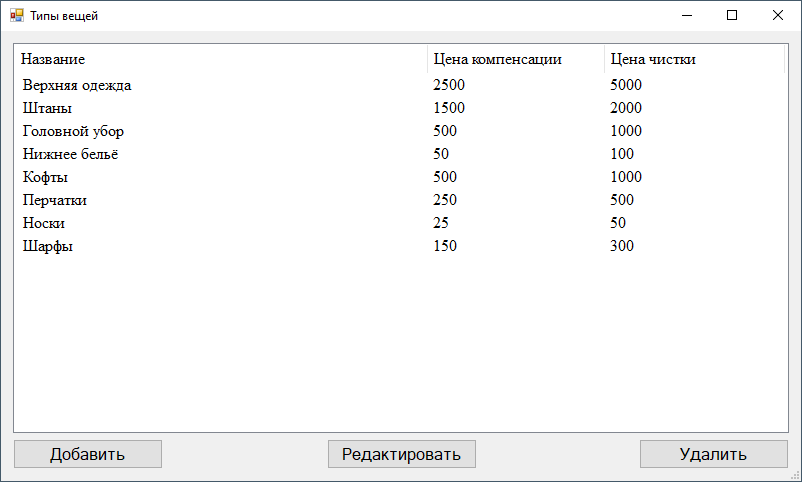 Типы вещей
Название Цена компенсации Цена чистки
Верхняя одежда 2500 5000
Штаны 1500 2000
Головной убор 500 1000
Нижнее бельё 50 100
Кофты 500 1000
Перчатки 250 500
Носки 25 50
Шарфы 150 300
Добавить Редактировать Удалить